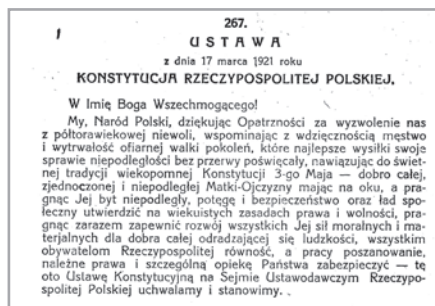 267.
USTAWA
z dnia 17 marca 1921 roku
KONSTYTUCJA RZECZYPOSPOLITEJ POLSKIEJ.
W Imię Boga Wszechmogącego!
My, Naród Polski, dziękując Opatrzności za wyzwolenie nas
z półtorawiekowej niewoli, wspominając z wdzięcznością męstwo
i wytrwałość ofiarnej walki pokoleń, które najlepsze wysiłki swoje
sprawie niepodległości bez przerwy poświęcały, nawiązując do świet-
nej tradycji wiekopomnej Konstytucji 3-go Maja — dobro całej,
zjednoczonej i niepodległej Matki-Ojczyzny mając na oku, a pra-
gnąc Jej byt niepodległy, potęgę i bezpieczeństwo oraz ład spo-
łeczny utwierdzić na wiekuistych zasadach prawa i wolności, pra-
gnąc zarazem zapewnić rozwój wszystkich Jej sił moralnych i ma-
terjalnych dla dobra całej odradzającej się ludzkości, wszystkim
obywatelom Rzeczypospolitej równość, a pracy poszanowanie,
należne prawa i szczególną opiekę Państwa zabezpieczyć — tę
oto Ustawę Konstytucyjną na Sejmie Ustawodawczym Rzeczypo-
spolitej Polskiej uchwalamy i stanowimy.